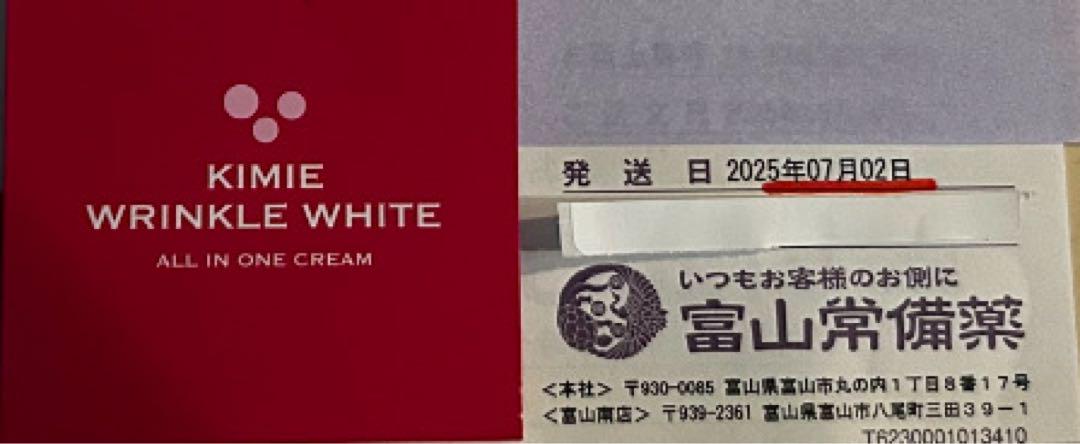 KIMIE
WRINKLE WHITE
ALL IN ONE CREAM
発 送 日 2025年07月02日
いつもお客様のお側に
富山常備薬
<本社> 〒930-0085 富山県富山市丸の内1丁目8番17号
<富山南店> 〒939-2361 富山県富山市八尾町三田39-1
T6230001013410